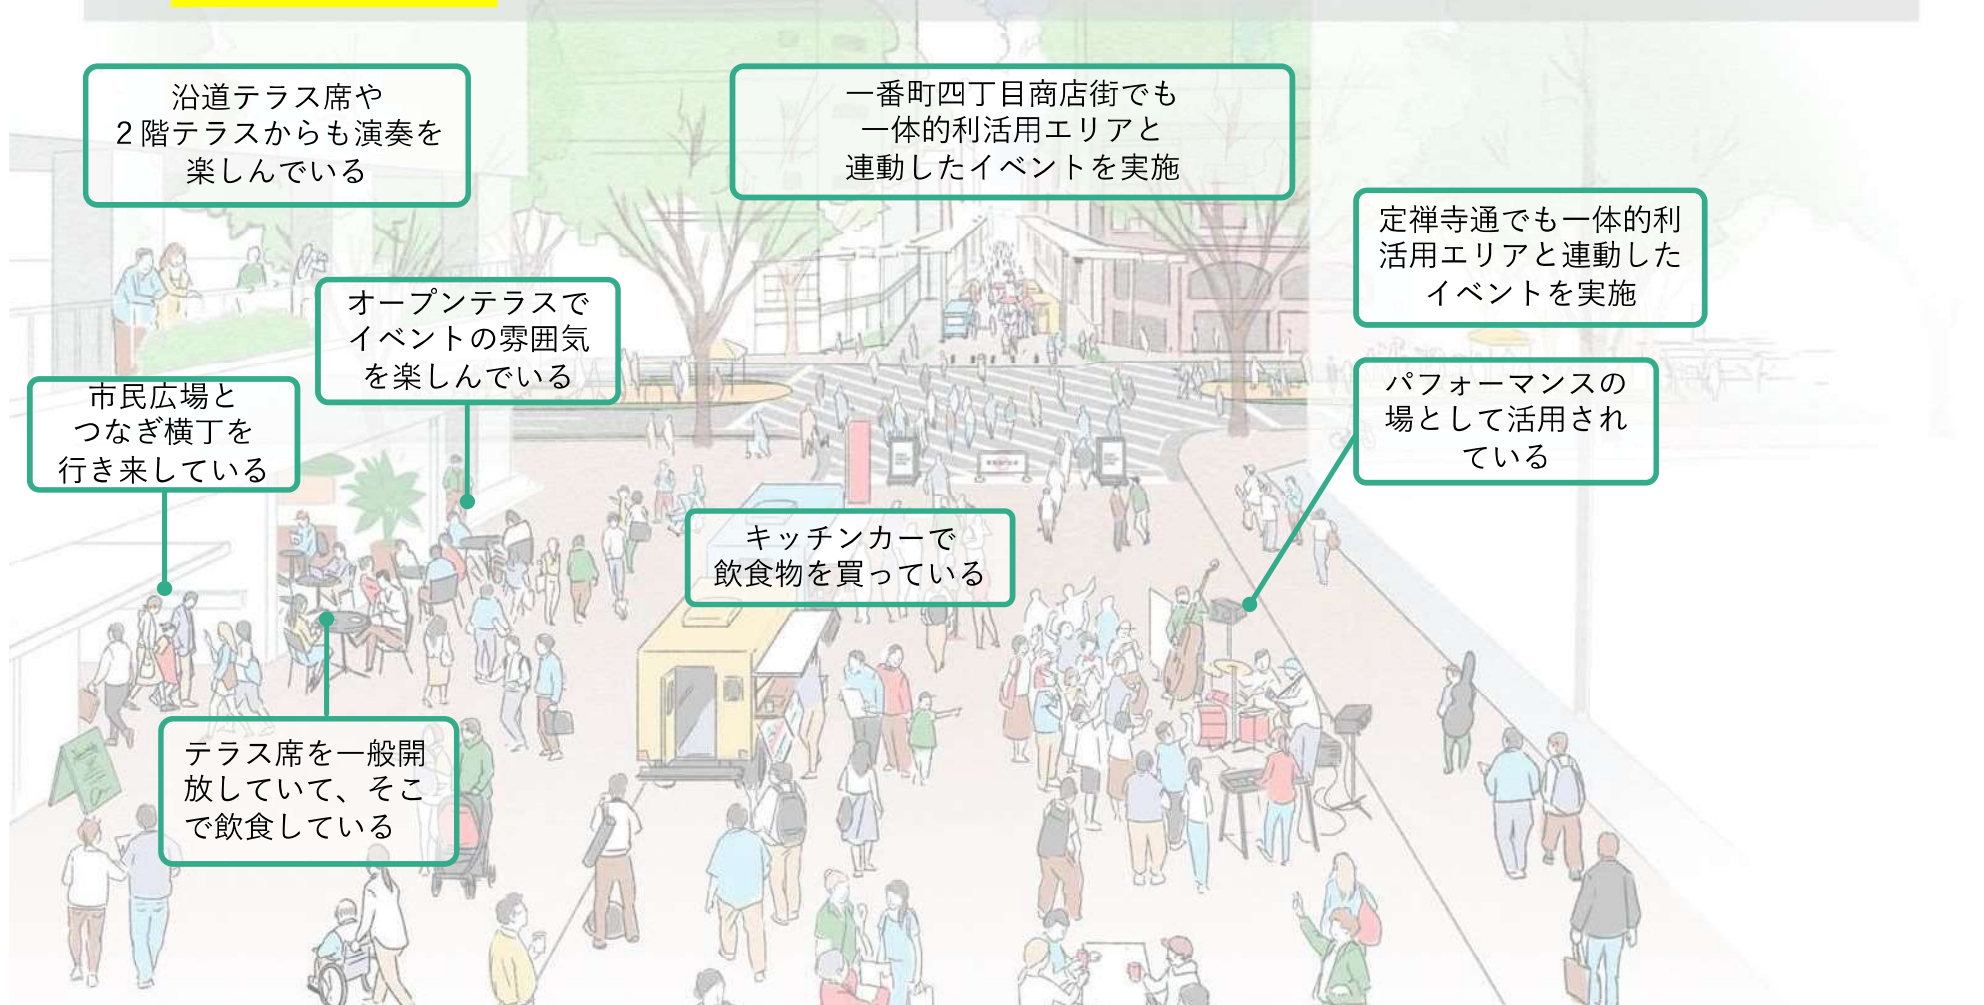 沿道テラス席や
２階テラスからも演奏を
楽しんでいる
一番町四丁目商店街でも
一体的利活用エリアと
連動したイベントを実施
定禅寺通でも一体的利
活用エリアと連動した
イベントを実施
オープンテラスで
イベントの雰囲気
を楽しんでいる
市民広場と
つなぎ横丁を
行き来している
パフォーマンスの
場として活用され
ている
キッチンカーで
飲食物を買っている
テラス席を一般開
放していて、そこ
で飲食している